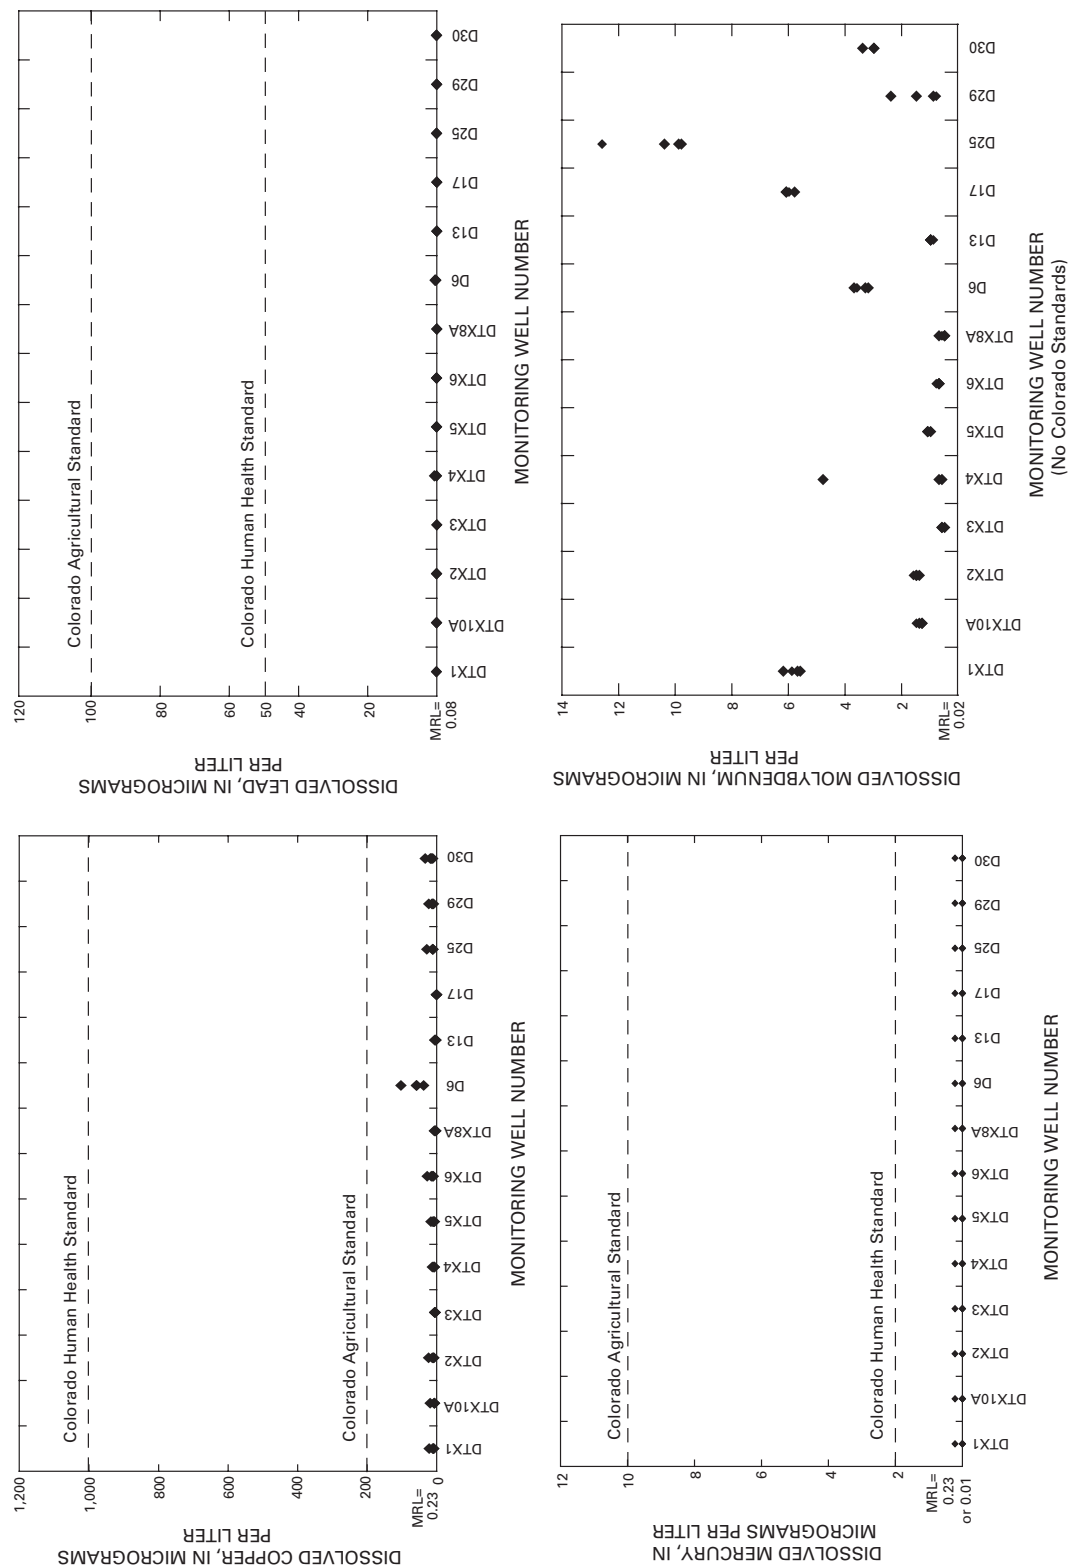 DISSOLVED COPPER, IN MICROGRAMS
PER LITER
1,200
1,000
800
600
400
200
0
MRL=
0.23
Colorado Human Health Standard
Colorado Agricultural Standard
DTX1
DTX10A
DTX2
DTX3
DTX4
DTX5
DTX6
DTX8A
D6
D13
D17
D25
D29
D30
MONITORING WELL NUMBER
DISSOLVED LEAD, IN MICROGRAMS
PER LITER
120
100
80
60
50
40
20
MRL=
0.08
Colorado Agricultural Standard
Colorado Human Health Standard
DTX1
DTX10A
DTX2
DTX3
DTX4
DTX5
DTX6
DTX8A
D6
D13
D17
D25
D29
D30
MONITORING WELL NUMBER
DISSOLVED MERCURY, IN
MICROGRAMS PER LITER
12
10
8
6
4
2
MRL=
0.23
or 0.01
Colorado Agricultural Standard
Colorado Human Health Standard
DTX1
DTX10A
DTX2
DTX3
DTX4
DTX5
DTX6
DTX8A
D6
D13
D17
D25
D29
D30
MONITORING WELL NUMBER
DISSOLVED MOLYBDENUM, IN MICROGRAMS
PER LITER
14
12
10
8
6
4
2
MRL=
0.02
DTX1
DTX10A
DTX2
DTX3
DTX4
DTX5
DTX6
DTX8A
D6
D13
D17
D25
D29
D30
MONITORING WELL NUMBER
(No Colorado Standards)